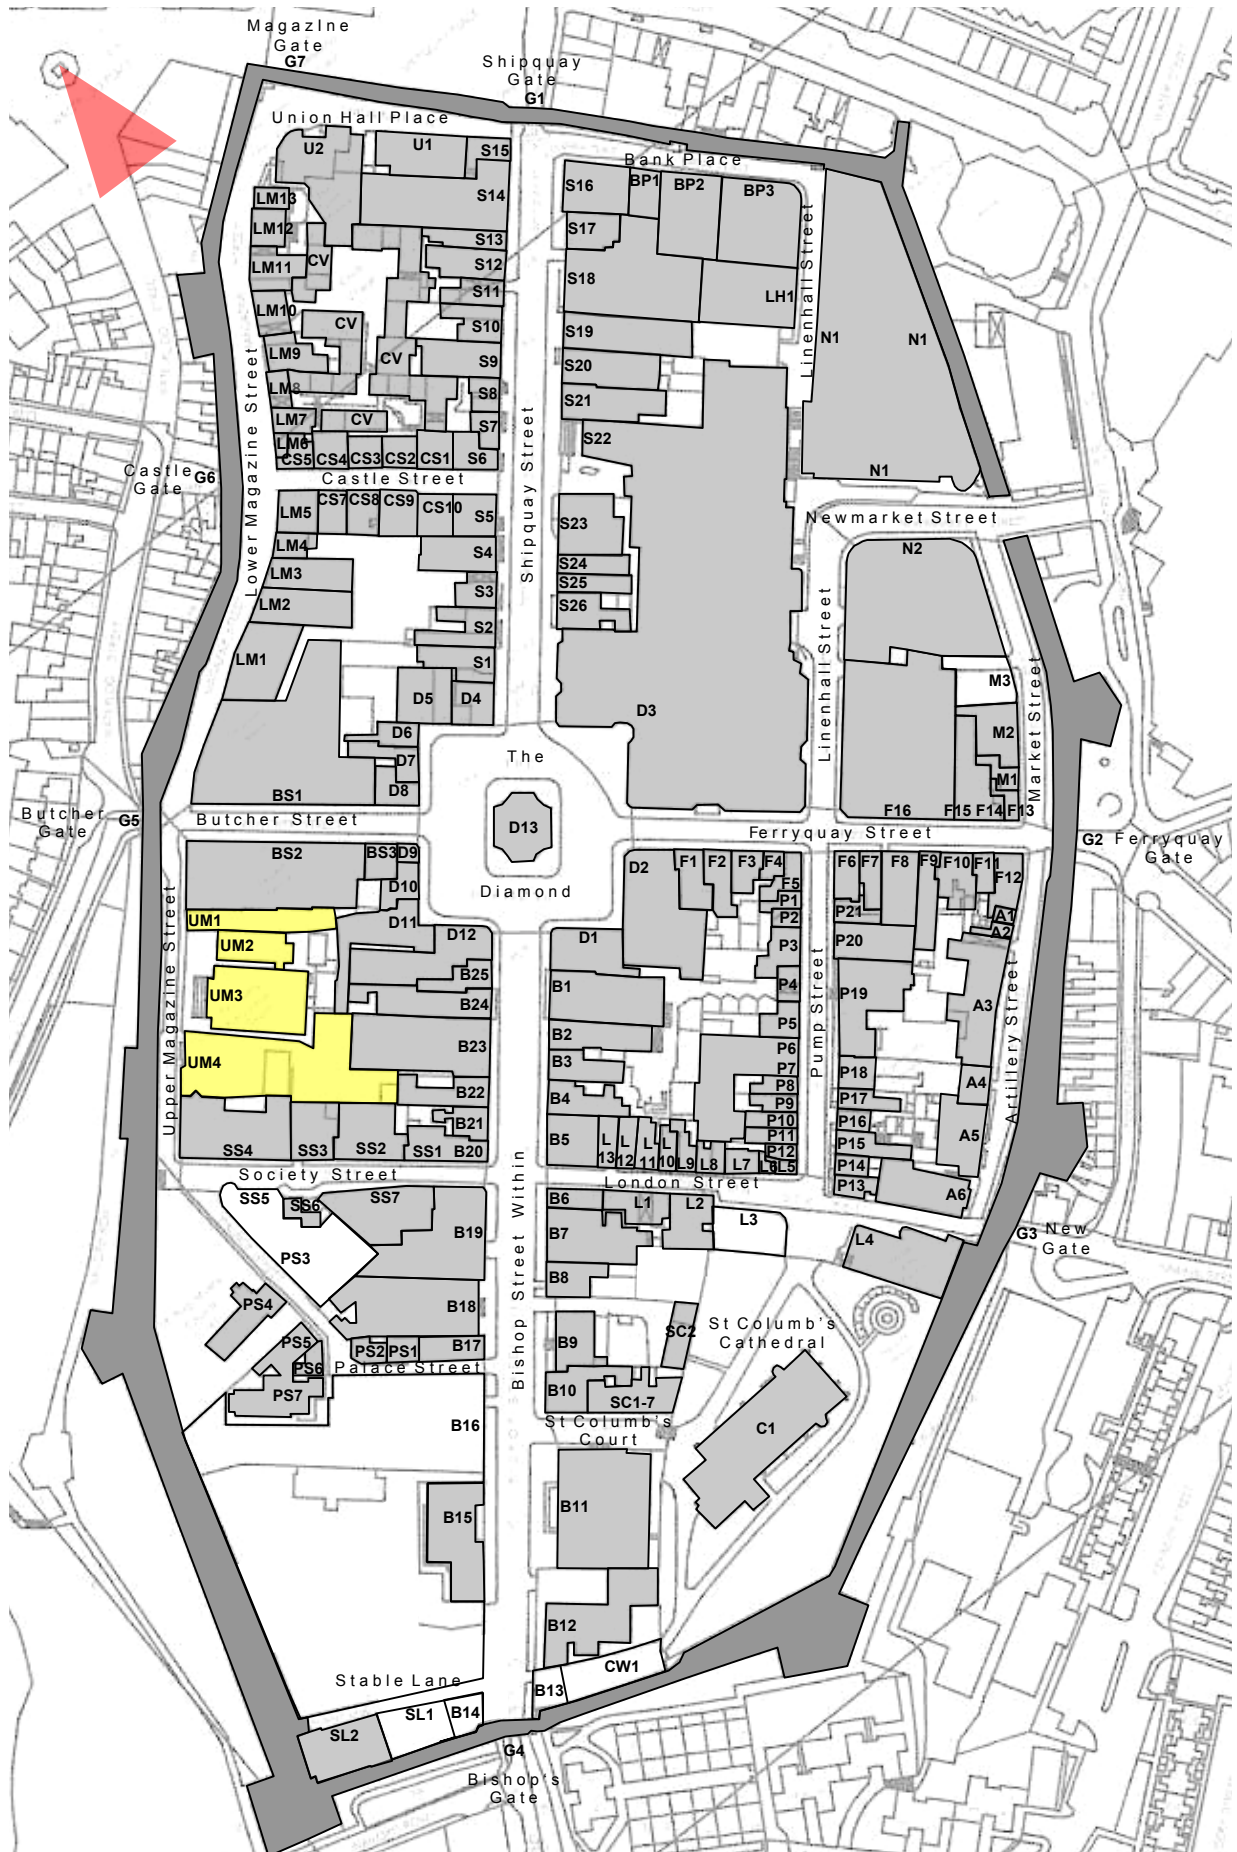 MagazIne
Gate
G7
Shipquay
Gate
G1
Union Hall Place
U2
U1
S15
S14
Bank Place
S16
BP1
BP2
BP3
LM13
LM12
LM11
LM10
LM9
LM8
LM7
LM6
CV
CV
CV
CV
S13
S12
S11
S10
S9
S8
S7
S17
S18
LH1
S19
S20
S21
S22
N1
N1
N1
Linenhall Street
Lower Magazine Street
Shipquay Street
CS5
CS4
CS3
CS2
CS1
S6
Castle
Gate
G6
Castle Street
LM5
CS7
CS8
CS9
CS10
S5
LM4
S4
LM3
LM2
S3
S2
LM1
S1
S23
S24
S25
S26
Newmarket Street
N2
Linenhall Street
M3
M2
M1
Market Street
D5
D4
D6
D7
D8
BS1
D3
The
D13
Diamond
F16
F15
F14
F13
Butcher
Gate
G5
Butcher Street
Ferryquay Street
G2
Ferryquay
Gate
BS2
BS3
D9
D10
D11
D12
D2
F1
F2
F3
F4
F5
F6
F7
F8
F9
F10
F11
F12
UM1
UM2
UM3
UM4
Upper Magazine Street
D1
P1
P2
P3
P4
P5
P6
P7
P8
P9
P10
P11
P12
Pump Street
P21
P20
P19
P18
P17
P16
P15
P14
P13
A1
A2
A3
A4
A5
A6
Artillery Street
B25
B24
B23
B22
B21
B20
B1
B2
B3
B4
B5
SS4
SS3
SS2
SS1
L
13
L
12
L
11
L
10
L9
L8
L7
L6
L5
Society Street
London Street
SS5
SS6
SS7
B19
PS3
B18
B17
PS4
PS5
PS6
PS7
PS2
PS1
Palace Street
Bishop Street Within
B6
B7
B8
L1
L2
L3
L4
G3
New
Gate
B9
SC2
B10
SC1-7
St Columb's
Cathedral
C1
St Columb's
Court
B16
B15
B11
B12
CW1
B13
Stable Lane
SL2
SL1
B14
G4
Bishop's
Gate